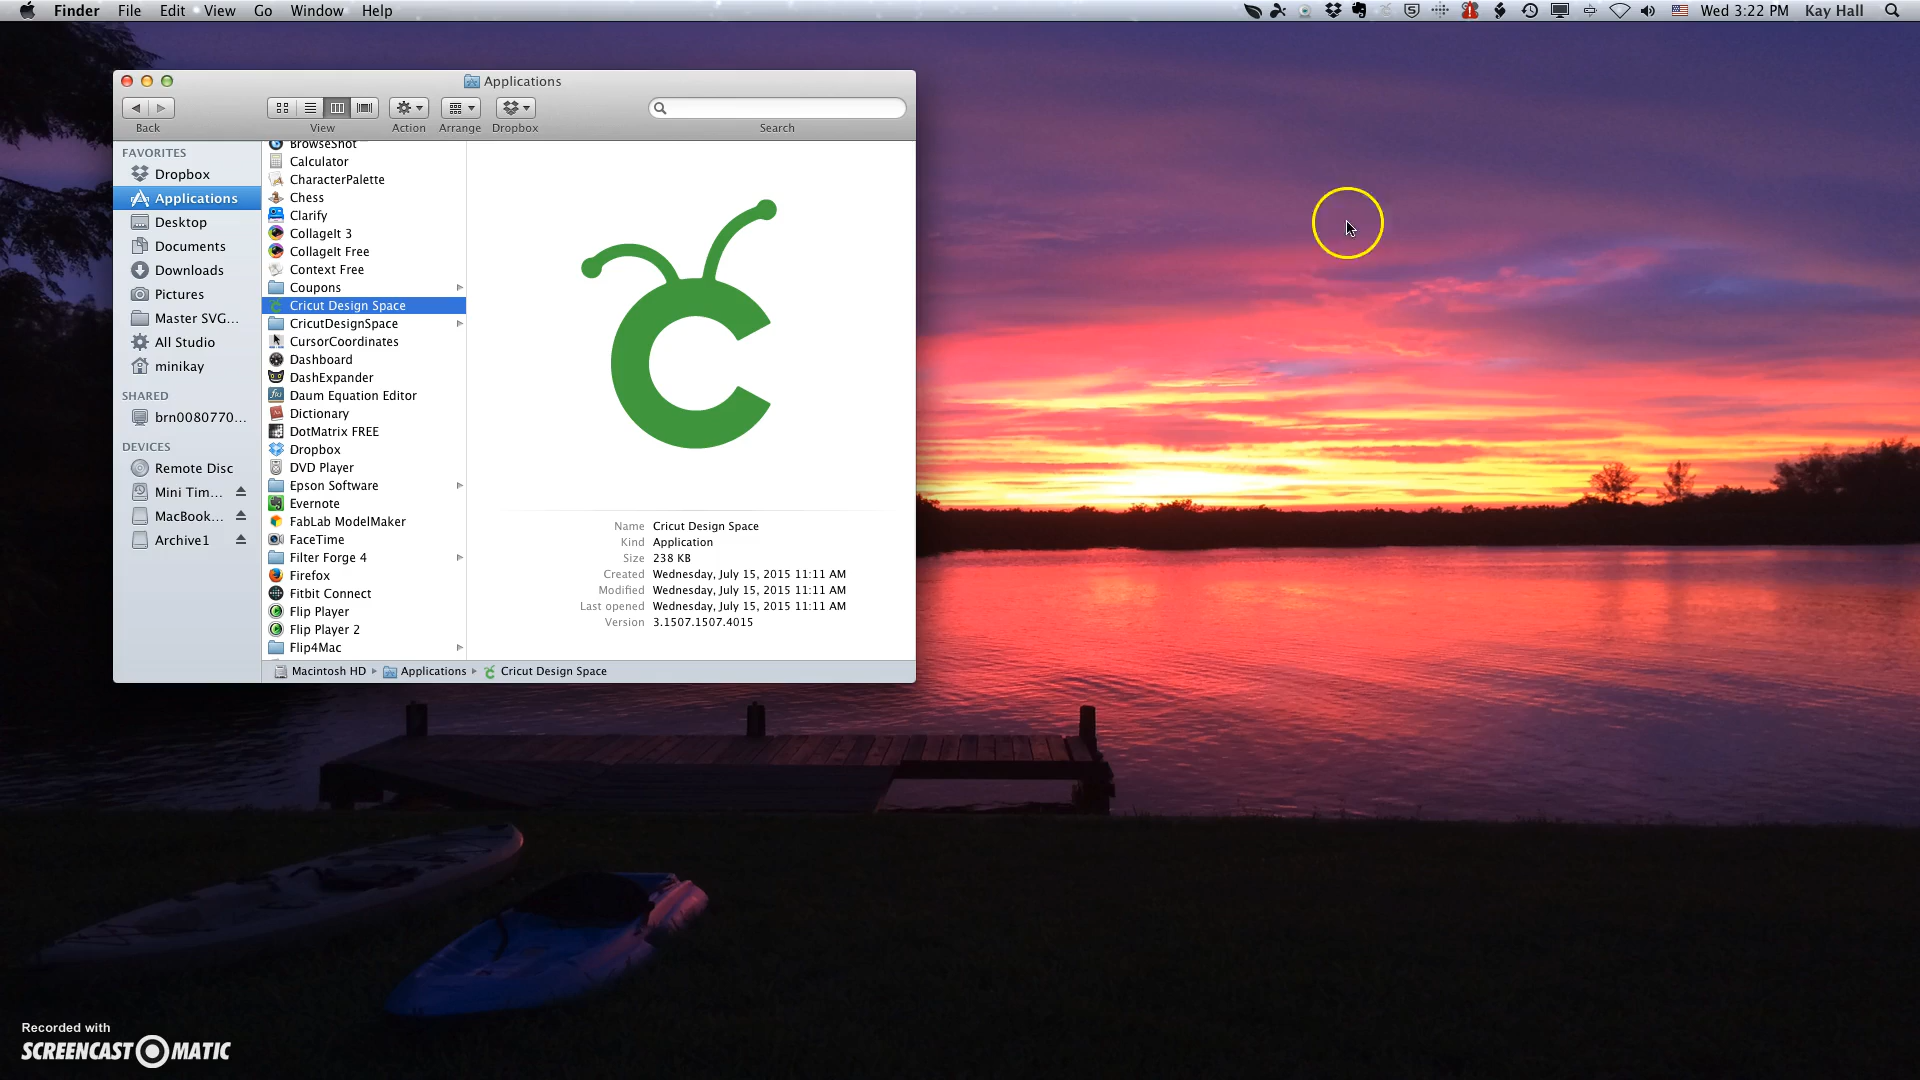 Finder File Edit View Go Window Help
Wed 3:22 PM Kay Hall
Applications
Back
View
Action
Arrange
Dropbox
Search
FAVORITES
Dropbox
Applications
Desktop
Documents
Downloads
Pictures
Master SVG...
All Studio
minikay
SHARED
brn0080770...
DEVICES
Remote Disc
Mini Tim...
MacBook...
Archive1
BrowseShot
Calculator
CharacterPalette
Chess
Clarify
CollageIt 3
CollageIt Free
Context Free
Coupons
Cricut Design Space
CricutDesignSpace
CursorCoordinates
Dashboard
DashExpander
Daum Equation Editor
Dictionary
DotMatrix FREE
Dropbox
DVD Player
Epson Software
Evernote
FabLab ModelMaker
FaceTime
Filter Forge 4
Firefox
Fitbit Connect
Flip Player
Flip Player 2
Flip4Mac
Name Cricut Design Space
Kind Application
Size 238 KB
Created Wednesday, July 15, 2015 11:11 AM
Modified Wednesday, July 15, 2015 11:11 AM
Last opened Wednesday, July 15, 2015 11:11 AM
Version 3.1507.1507.4015
Macintosh HD Applications Cricut Design Space
Recorded with
SCREENCAST MATIC